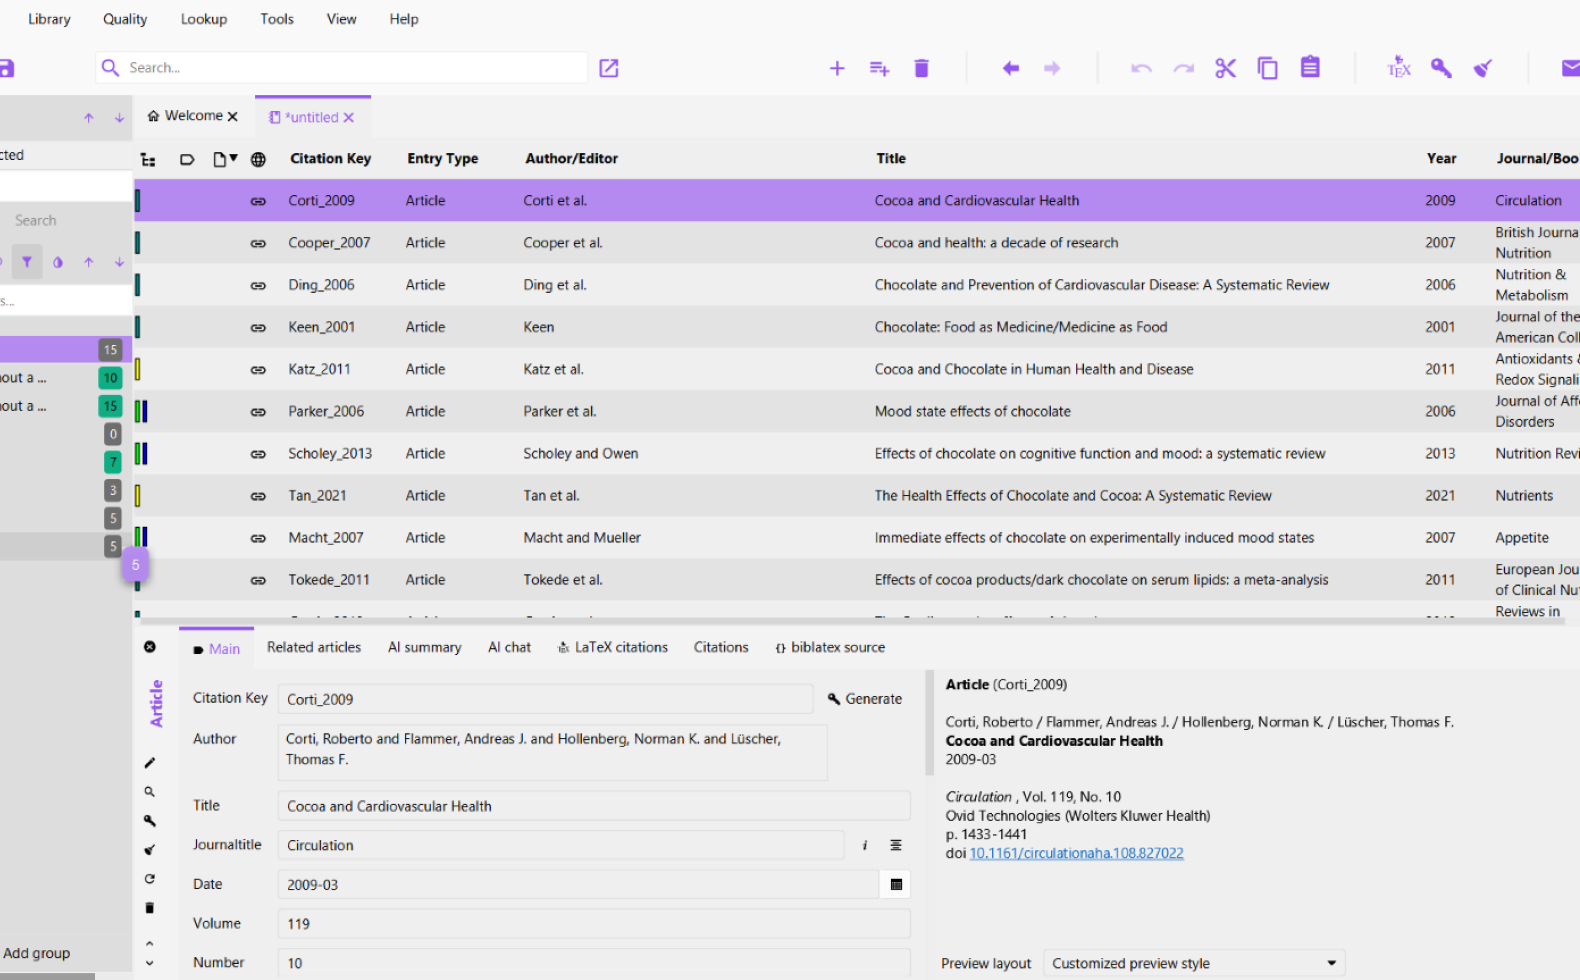 Library Quality Lookup Tools View Help
Search...
TEX
Welcome *untitled
cted
Citation Key Entry Type Author/Editor Title Year Journal/Boo
Corti_2009 Article Corti et al. Cocoa and Cardiovascular Health 2009 Circulation
Search
Cooper_2007 Article Cooper et al. Cocoa and health: a decade of research 2007 British Journa
Nutrition
Ding_2006 Article Ding et al. Chocolate and Prevention of Cardiovascular Disease: A Systematic Review 2006 Nutrition &
Metabolism
s...
Keen_2001 Article Keen Chocolate: Food as Medicine/Medicine as Food 2001 Journal of the
American Coll
15
Katz_2011 Article Katz et al. Cocoa and Chocolate in Human Health and Disease 2011 Antioxidants &
Redox Signali
nout a ... 10
nout a ... 15
Parker_2006 Article Parker et al. Mood state effects of chocolate 2006 Journal of Aff
Disorders
0
Scholey_2013 Article Scholey and Owen Effects of chocolate on cognitive function and mood: a systematic review 2013 Nutrition Revi
7
3
Tan_2021 Article Tan et al. The Health Effects of Chocolate and Cocoa: A Systematic Review 2021 Nutrients
5
Macht_2007 Article Macht and Mueller Immediate effects of chocolate on experimentally induced mood states 2007 Appetite
5
5
Tokede_2011 Article Tokede et al. Effects of cocoa products/dark chocolate on serum lipids: a meta-analysis 2011 European Jou
of Clinical Nut
Reviews in
Main Related articles AI summary AI chat LaTeX citations Citations {} biblatex source
Article
Citation Key Corti_2009 Generate
Author Corti, Roberto and Flammer, Andreas J. and Hollenberg, Norman K. and Lüscher,
Thomas F.
Title Cocoa and Cardiovascular Health
Journaltitle Circulation i
Date 2009-03
Volume 119
Number 10
Article (Corti_2009)
Corti, Roberto / Flammer, Andreas J. / Hollenberg, Norman K. / Lüscher, Thomas F.
Cocoa and Cardiovascular Health
2009-03
Circulation , Vol. 119, No. 10
Ovid Technologies (Wolters Kluwer Health)
p. 1433-1441
doi 10.1161/circulationaha.108.827022
Add group
Preview layout Customized preview style